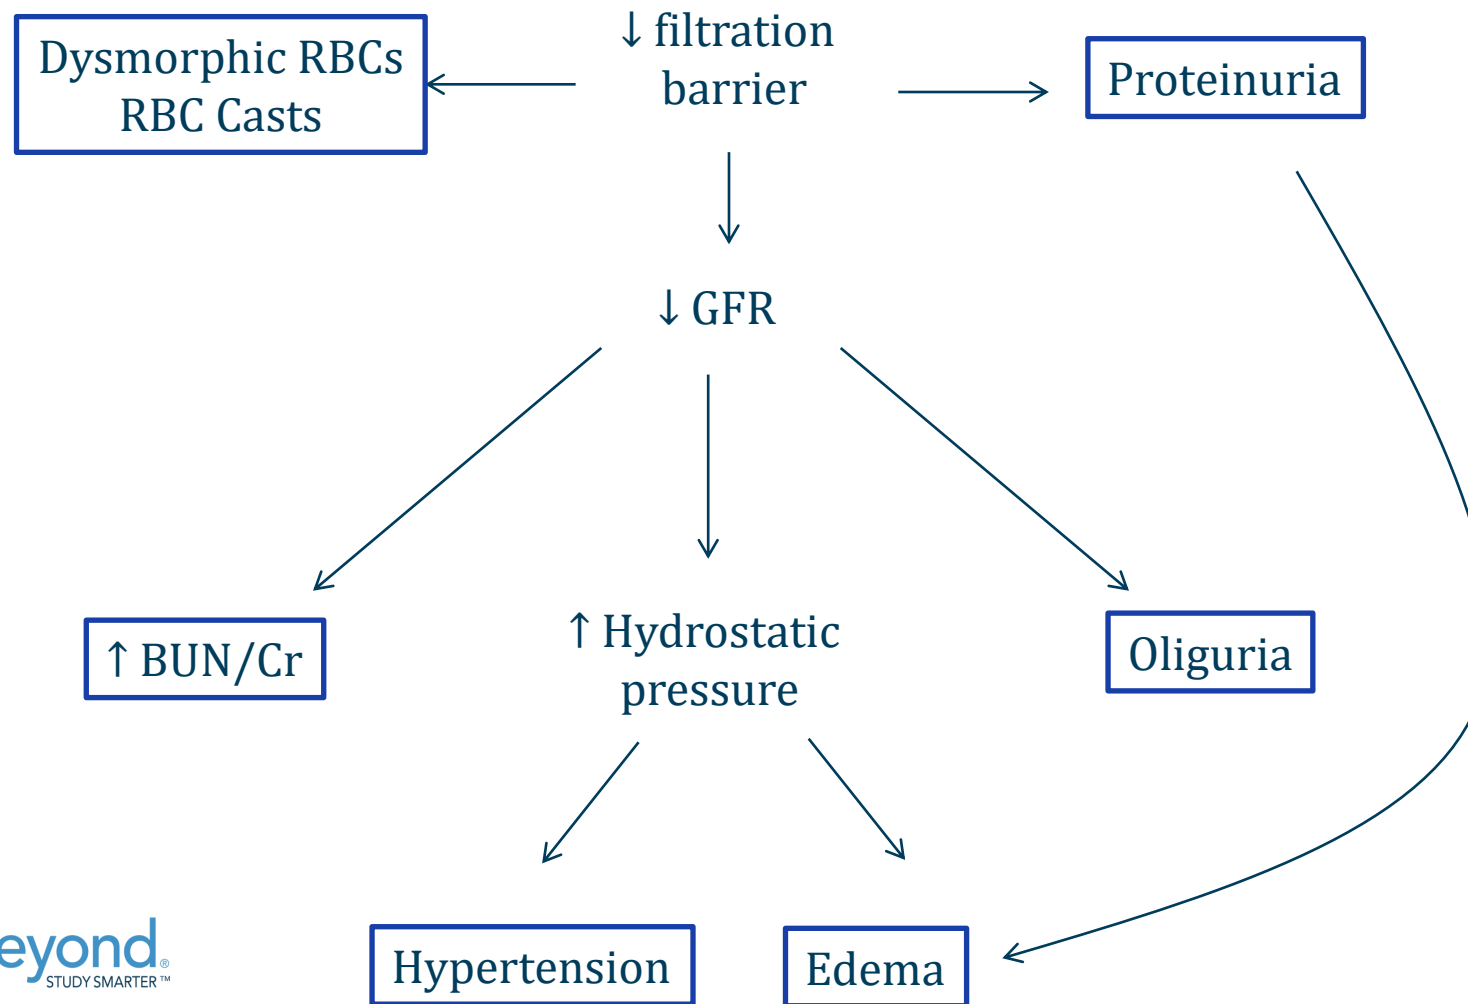 ↓ filtration
barrier
Dysmorphic RBCs
RBC Casts
Proteinuria
↓ GFR
↑ BUN/Cr
↑ Hydrostatic
pressure
Oliguria
Hypertension
Edema
eyond®
STUDY SMARTER™